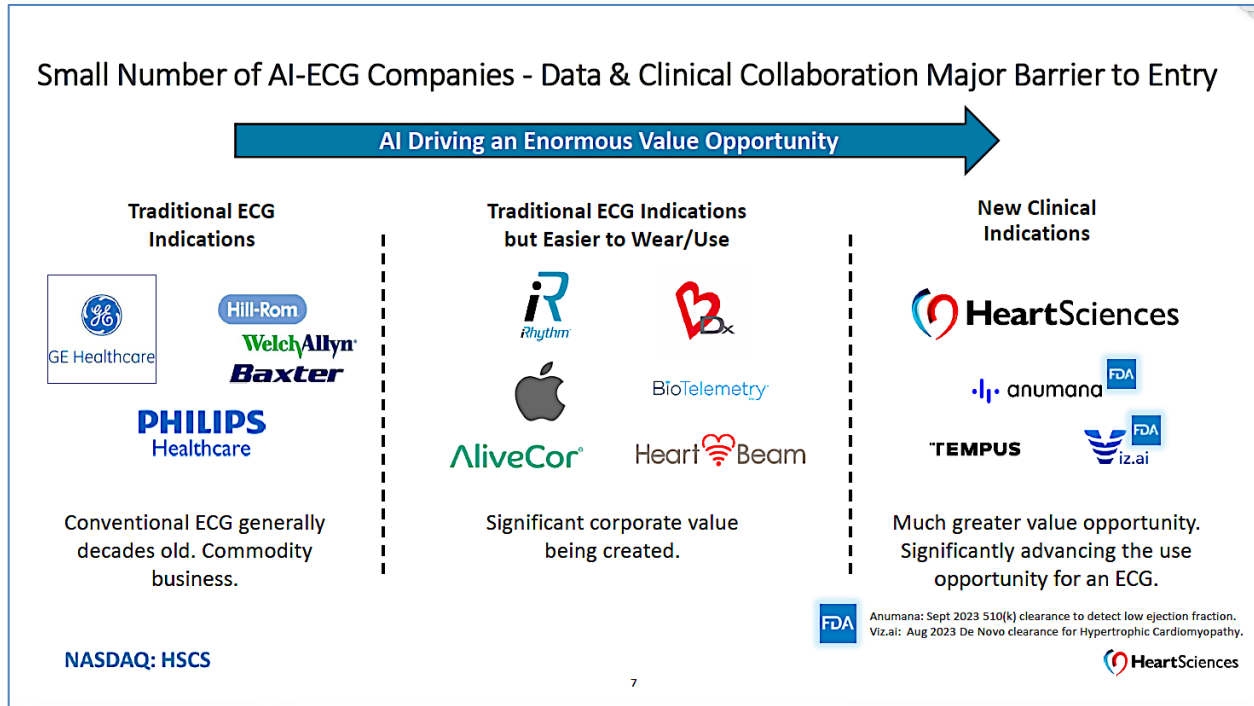 Small Number of AI-ECG Companies - Data & Clinical Collaboration Major Barrier to Entry
AI Driving an Enormous Value Opportunity
Traditional ECG
Indications
GE Healthcare
Hill-Rom
WelchAllyn
Baxter
PHILIPS
Healthcare
Conventional ECG generally
decades old. Commodity
business.
Traditional ECG Indications
but Easier to Wear/Use
iR
iRhythm
BDx
BioTelemetry
AliveCor
HeartBeam
Significant corporate value
being created.
New Clinical
Indications
HeartSciences
anumana FDA
TEMPUS
FDA
viz.ai
Much greater value opportunity.
Significantly advancing the use
opportunity for an ECG.
FDA
Anumana: Sept 2023 510(k) clearance to detect low ejection fraction.
Viz.ai: Aug 2023 De Novo clearance for Hypertrophic Cardiomyopathy.
NASDAQ: HSCS
7
HeartSciences